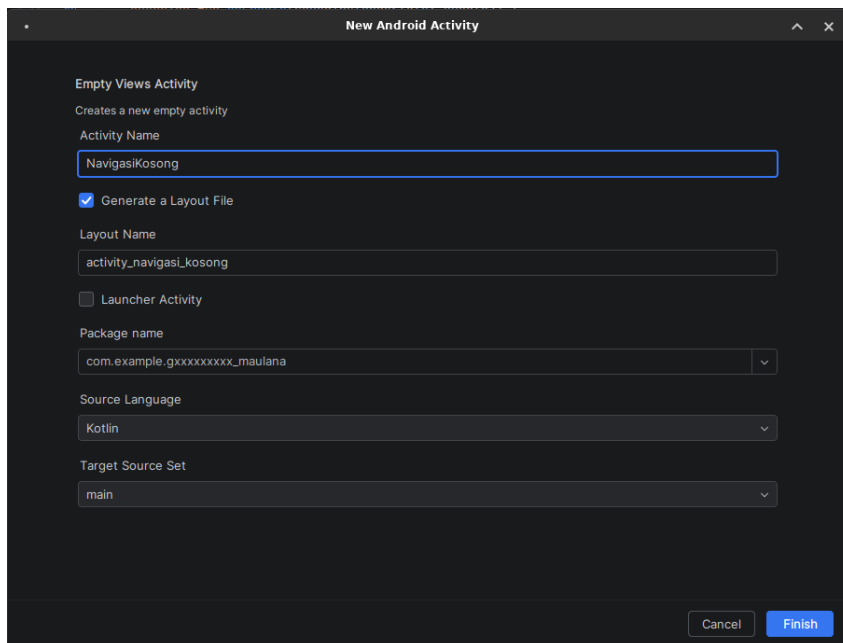 New Android Activity
Empty Views Activity
Creates a new empty activity
Activity Name
NavigasiKosong
Generate a Layout File
Layout Name
activity_navigasi_kosong
Launcher Activity
Package name
com.example.gxxxxxxxxx_maulana
Source Language
Kotlin
Target Source Set
main
Cancel Finish